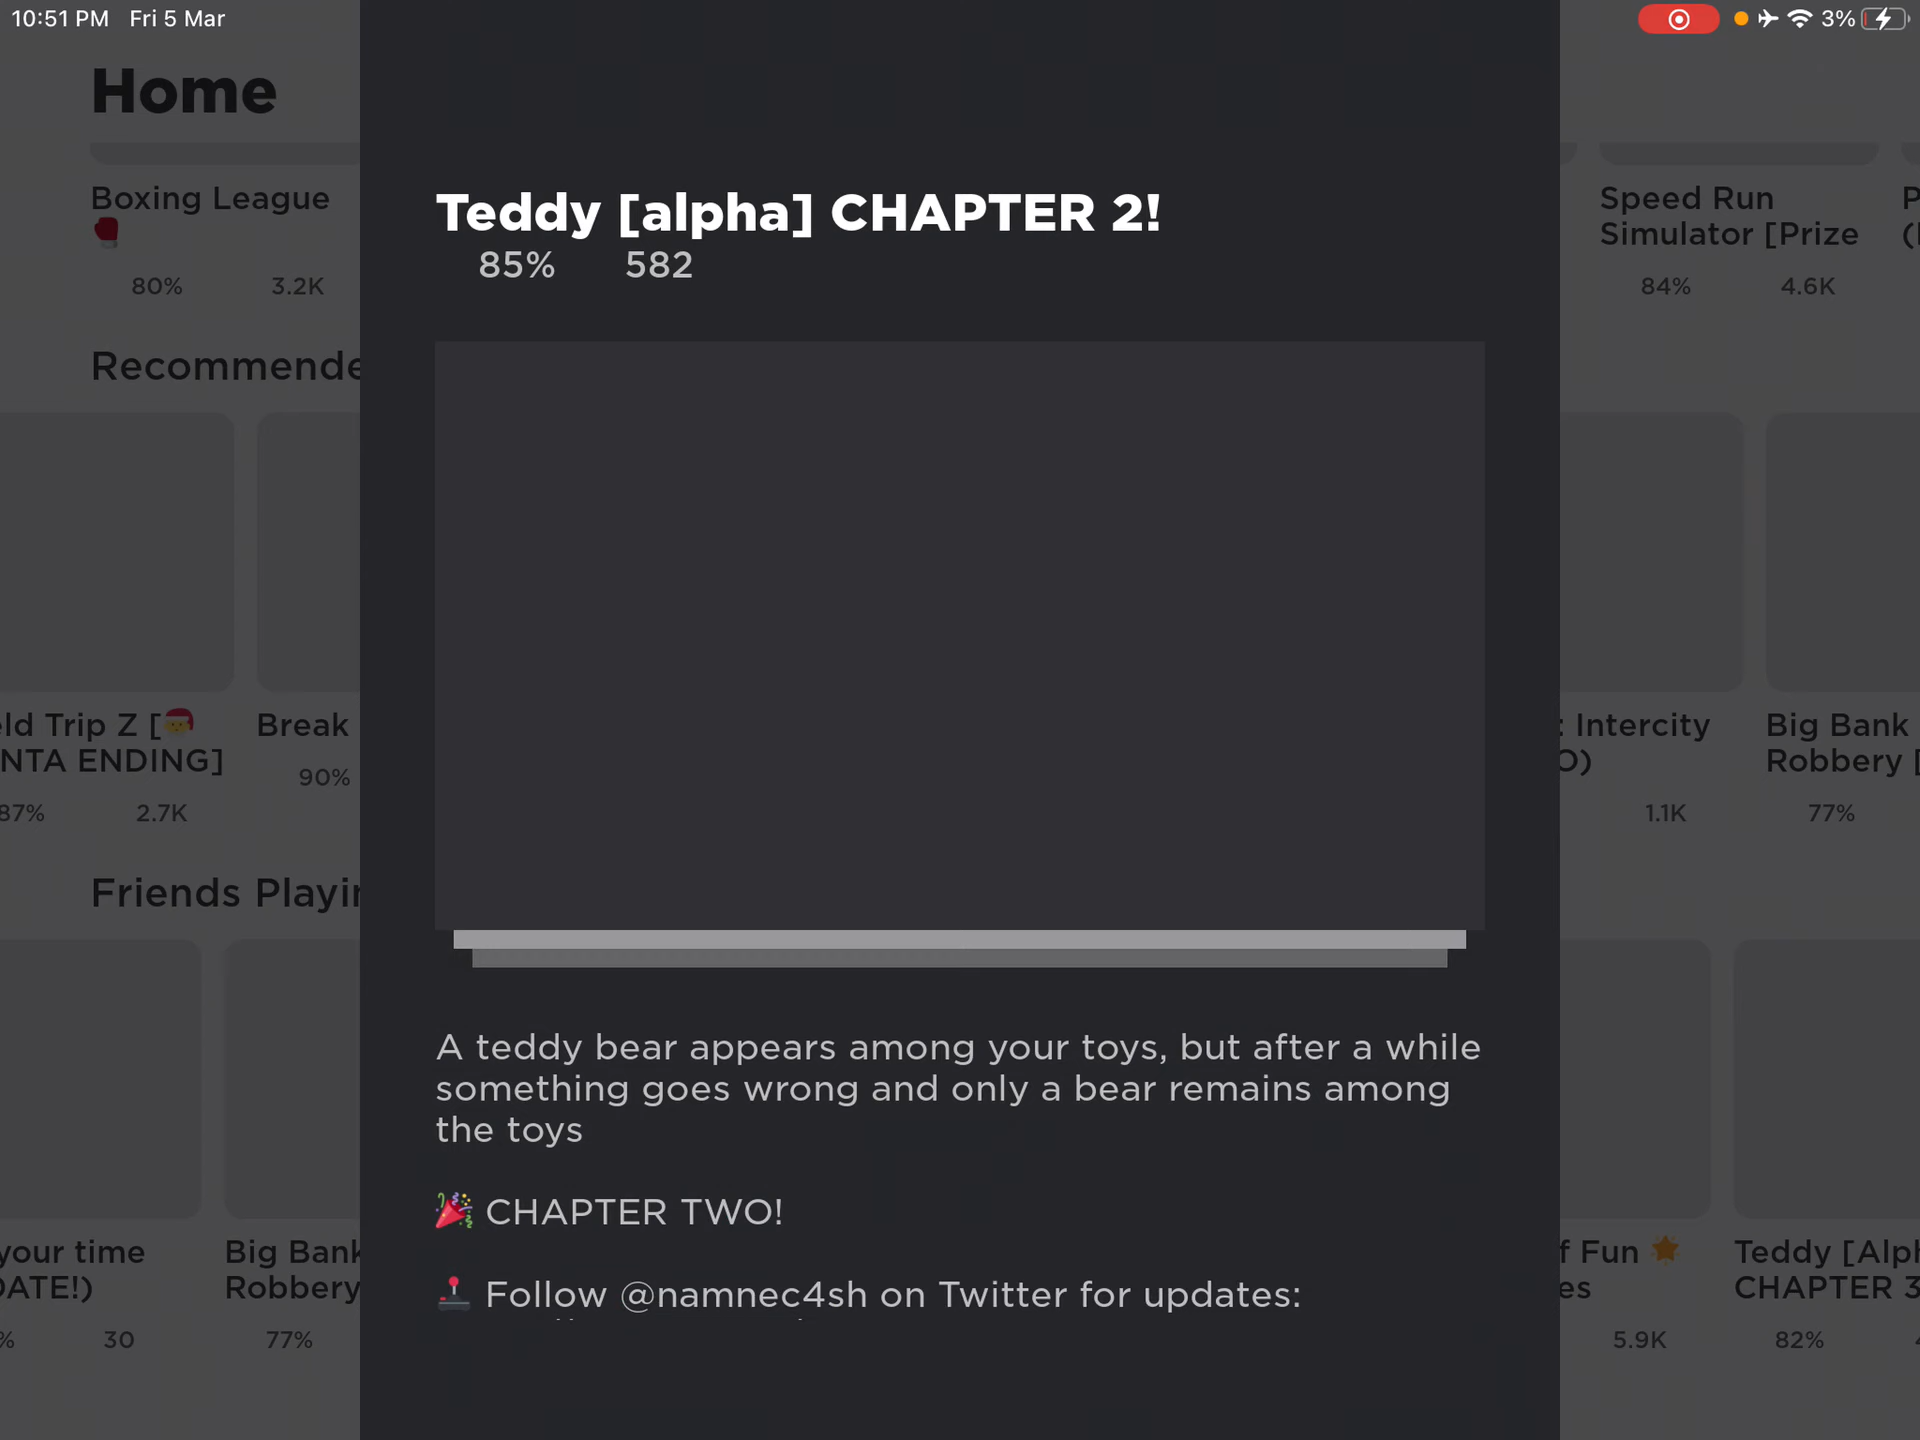 10:51 PM Fri 5 Mar
3%
Home
Boxing League
80% 3.2K
Speed Run
Simulator [Prize
84% 4.6K
Teddy [alpha] CHAPTER 2!
85% 582
Recommende
ld Trip Z [🎅
NTA ENDING]
87% 2.7K
Break
90%
: Intercity
O)
1.1K
Big Bank
Robbery [
77%
Friends Playin
your time
DATE!)
% 30
Big Bank
Robbery
77%
f Fun 🌟
es
5.9K
Teddy [Alph
CHAPTER 3
82%
A teddy bear appears among your toys, but after a while
something goes wrong and only a bear remains among
the toys
🎉 CHAPTER TWO!
🕹️ Follow @namnec4sh on Twitter for updates: